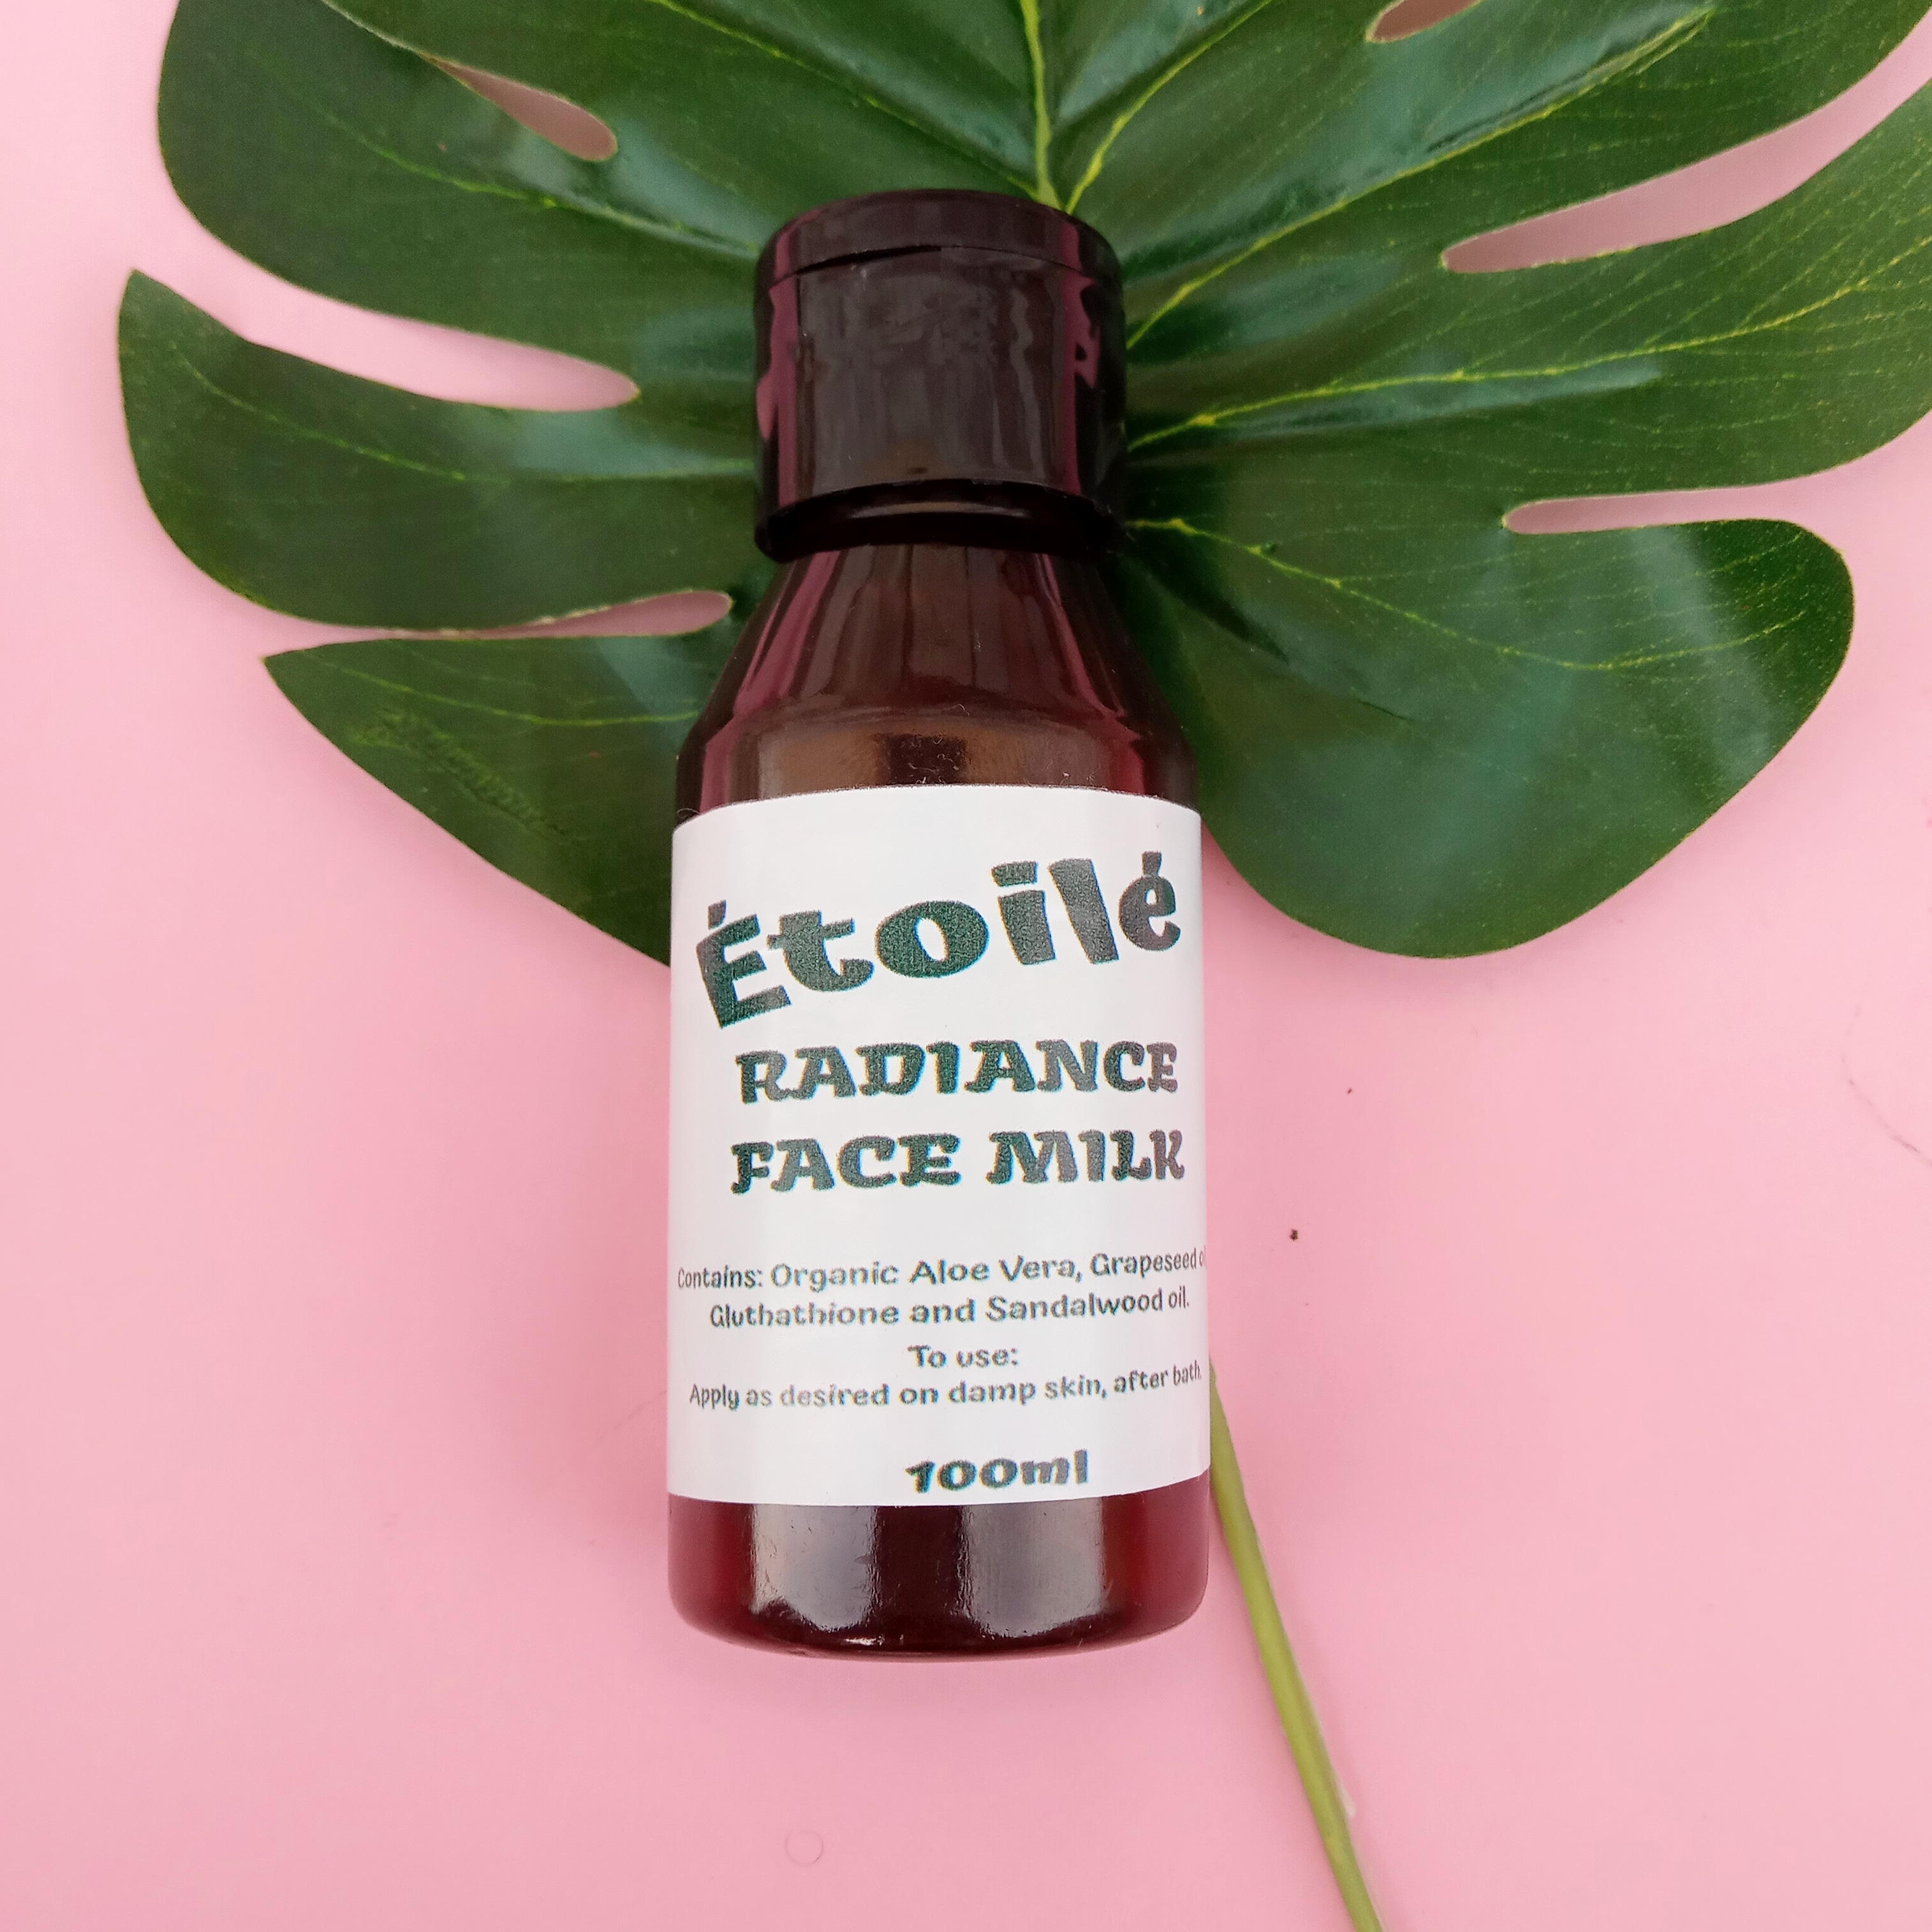 Étoilé
RADIANCE
FACE MILK
Contains: Organic Aloe Vera, Grapeseed
Gluthathione and Sandalwood oil.
To use:
Apply as desired on damp skin, after bath.
100ml